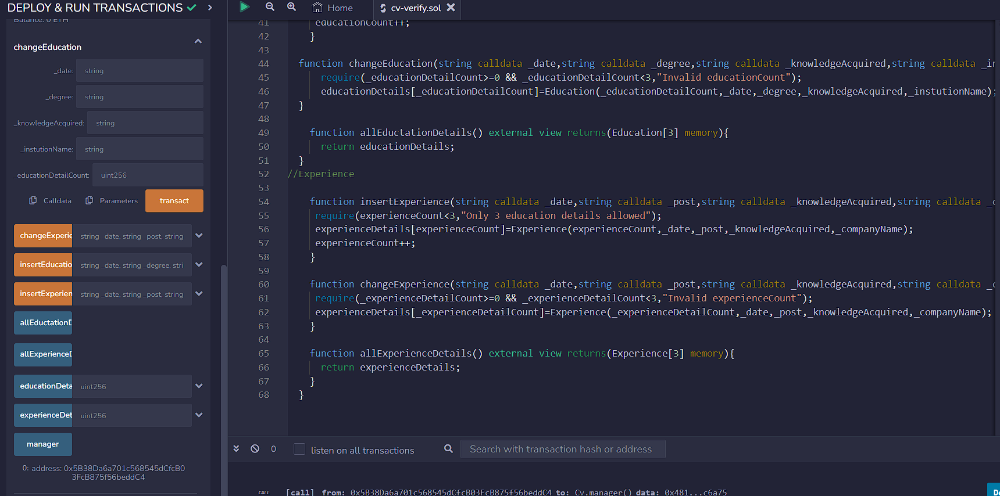 DEPLOY & RUN TRANSACTIONS
Balance: 0 ETH
changeEducation
_date: string
_degree: string
_knowledgeAcquired: string
_instutionName: string
_educationDetailCount: uint256
Calldata Parameters transact
changeExperie string _date, string _post, string
insertEducatio string _date, string _degree, stri
insertExperien string _date, string _post, string
allEductationD
allExperienceD
educationDeta uint256
experienceDet uint256
manager
0: address: 0x5B38Da6a701c568545dCfcB0
3FcB875f56beddC4
Home cv-verify.sol
41 educationCount++;
42 }
43
44 function changeEducation(string calldata _date,string calldata _degree,string calldata _knowledgeAcquired,string calldata _in
45 require(_educationDetailCount>=0 && _educationDetailCount<3,"Invalid educationCount");
46 educationDetails[_educationDetailCount]=Education(_educationDetailCount,_date,_degree,_knowledgeAcquired,_instutionName);
47 }
48
49 function allEductationDetails() external view returns(Education[3] memory){
50 return educationDetails;
51 }
52 //Experience
53
54 function insertExperience(string calldata _date,string calldata _post,string calldata _knowledgeAcquired,string calldata _c
55 require(experienceCount<3,"Only 3 education details allowed");
56 experienceDetails[experienceCount]=Experience(experienceCount,_date,_post,_knowledgeAcquired,_companyName);
57 experienceCount++;
58 }
59
60 function changeExperience(string calldata _date,string calldata _post,string calldata _knowledgeAcquired,string calldata _c
61 require(_experienceDetailCount>=0 && _experienceDetailCount<3,"Invalid experienceCount");
62 experienceDetails[_experienceDetailCount]=Experience(_experienceDetailCount,_date,_post,_knowledgeAcquired,_companyName);
63 }
64
65 function allExperienceDetails() external view returns(Experience[3] memory){
66 return experienceDetails;
67 }
68 }
0 listen on all transactions Search with transaction hash or address
CALL [call] from: 0x5B38Da6a701c568545dCfcB03FcB875f56beddC4 to: Cv.manager() data: 0x481...c6a75